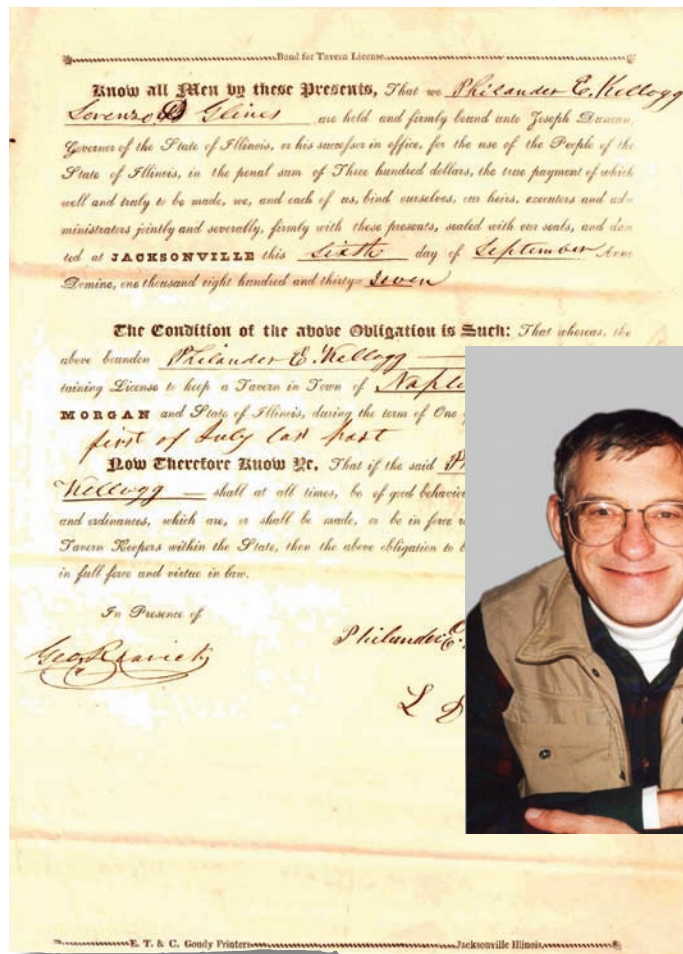 Bond for Tavern License.
Know all Men by these Presents, That we Philander E. Kellogg
Lorenzo D Glines are held and firmly bound unto Joseph Duncan,
Governor of the State of Illinois, or his successor in office, for the use of the People of the
State of Illinois, in the penal sum of Three hundred dollars, the true payment of which
well and truly to be made, we, and each of us, bind ourselves, our heirs, executors and ad=
ministrators jointly and severally, firmly with these presents, sealed with our seals, and da=
ted at JACKSONVILLE this Sixth day of September Anno
Domino, one thousand eight hundred and thirty= Seven
The Condition of the above Obligation is Such: That whereas, the
above bounden Philander E. Kellogg
taining License to keep a Tavern in Town of Naple
MORGAN and State of Illinois, during the term of One
first of July last past
Now Therefore Know Ye, That if the said Ph
Kellogg shall at all times, be of good behavio
and ordinances, which are, or shall be made, or be in force
Tavern Keepers within the State, then the above obligation to b
in full force and virtue in law.
In Presence of
Philander E.
L D
E. T. & C. Goudy Printers Jacksonville Illinois.